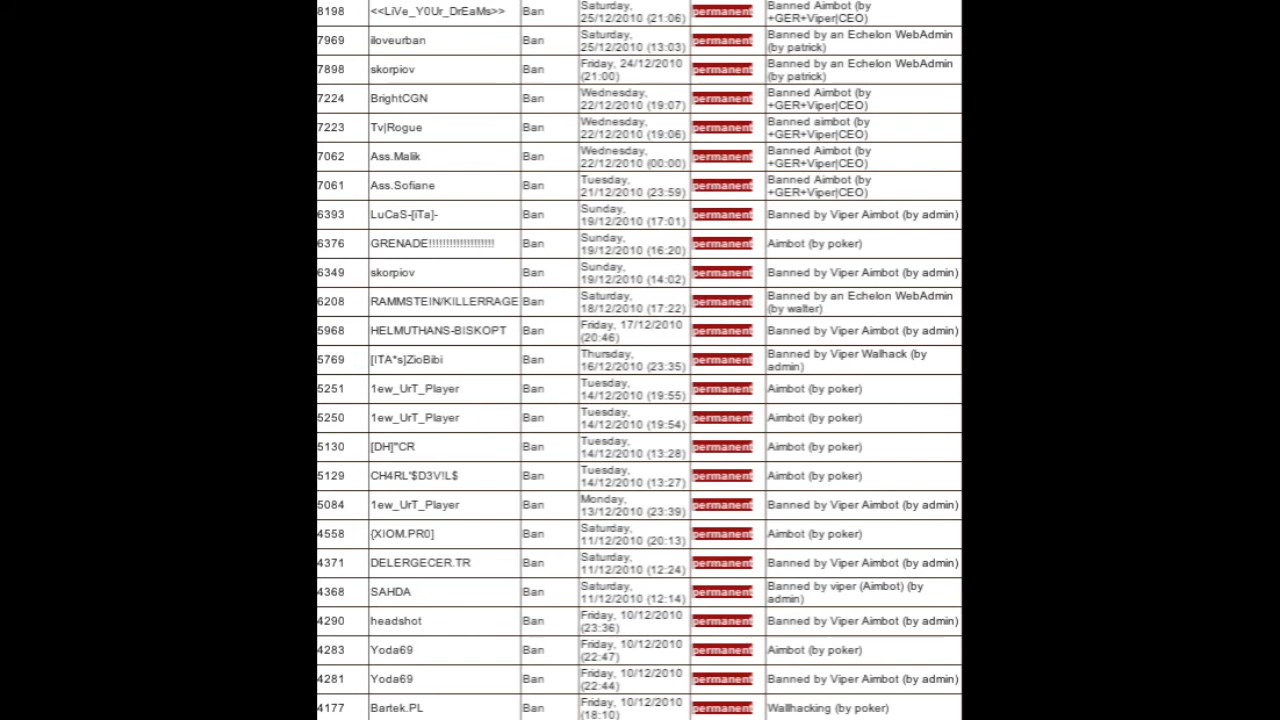 8198 <<LiVe_Y0Ur_DrEaMs>> Ban Saturday, 25/12/2010 (21:06) permanent Banned Aimbot (by +GER+Viper|CEO)
7969 iloveurban Ban Saturday, 25/12/2010 (13:03) permanent Banned by an Echelon WebAdmin (by patrick)
7898 skorpiov Ban Friday, 24/12/2010 (21:00) permanent Banned by an Echelon WebAdmin (by patrick)
7224 BrightCGN Ban Wednesday, 22/12/2010 (19:07) permanent Banned Aimbot (by +GER+Viper|CEO)
7223 Tv|Rogue Ban Wednesday, 22/12/2010 (19:06) permanent Banned aimbot (by +GER+Viper|CEO)
7062 Ass.Malik Ban Wednesday, 22/12/2010 (00:00) permanent Banned Aimbot (by +GER+Viper|CEO)
7061 Ass.Sofiane Ban Tuesday, 21/12/2010 (23:59) permanent Banned Aimbot (by +GER+Viper|CEO)
6393 LuCaS-[iTa]- Ban Sunday, 19/12/2010 (17:01) permanent Banned by Viper Aimbot (by admin)
6379 GRENADE!!!!!!!!!!!!!!!!!!! Ban Sunday, 19/12/2010 (16:20) permanent Aimbot (by poker)
6349 skorpiov Ban Sunday, 19/12/2010 (14:02) permanent Banned by Viper Aimbot (by admin)
6208 RAMMSTEIN/KILLERRAGE Ban Saturday, 18/12/2010 (17:22) permanent Banned by an Echelon WebAdmin (by walter)
5968 HELMUTHANS-BISKOPT Ban Friday, 17/12/2010 (20:46) permanent Banned by Viper Aimbot (by admin)
5769 [ITA*s]ZioBibi Ban Thursday, 16/12/2010 (23:35) permanent Banned by Viper Walhack (by admin)
5251 1ew_UrT_Player Ban Tuesday, 14/12/2010 (19:55) permanent Aimbot (by poker)
5250 1ew_UrT_Player Ban Tuesday, 14/12/2010 (19:54) permanent Aimbot (by poker)
5130 [DH]"CR Ban Tuesday, 14/12/2010 (13:28) permanent Aimbot (by poker)
5129 CH4RL'$D3V!L$ Ban Tuesday, 14/12/2010 (13:27) permanent Aimbot (by poker)
5084 1ew_UrT_Player Ban Monday, 13/12/2010 (23:39) permanent Banned by Viper Aimbot (by admin)
4558 {XIOM.PR0] Ban Saturday, 11/12/2010 (20:13) permanent Aimbot (by poker)
4371 DELERGECER.TR Ban Saturday, 11/12/2010 (12:24) permanent Banned by Viper Aimbot (by admin)
4368 SAHDA Ban Saturday, 11/12/2010 (12:14) permanent Banned by viper (Aimbot) (by admin)
4290 headshot Ban Friday, 10/12/2010 (23:36) permanent Banned by Viper Aimbot (by admin)
4283 Yoda69 Ban Friday, 10/12/2010 (22:47) permanent Aimbot (by poker)
4281 Yoda69 Ban Friday, 10/12/2010 (22:44) permanent Banned by Viper Aimbot (by admin)
4177 Bartek.PL Ban Friday, 10/12/2010 (18:10) permanent Wallhacking (by poker)